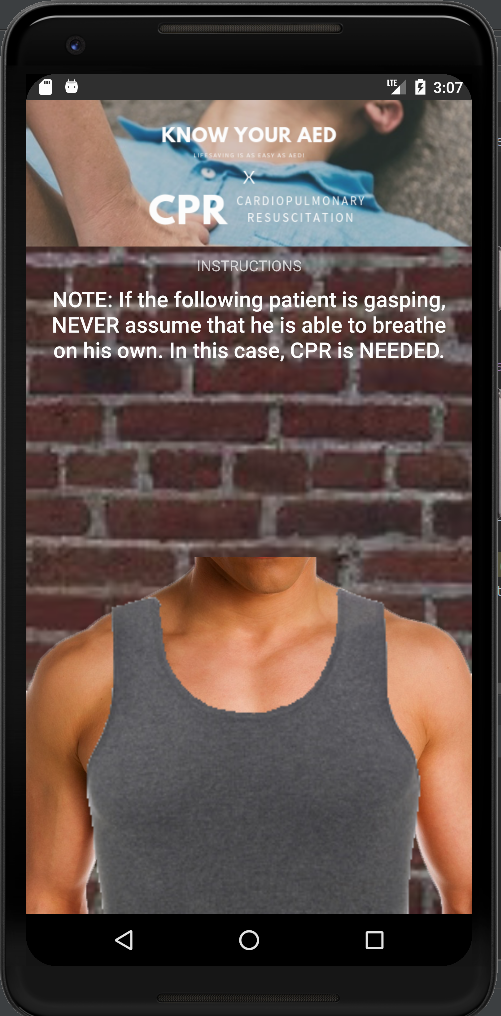 LTE 3:07
KNOW YOUR AED
LIFESAVING IS AS EASY AS AED!
X
CPR CARDIOPULMONARY
RESUSCITATION
INSTRUCTIONS
NOTE: If the following patient is gasping,
NEVER assume that he is able to breathe
on his own. In this case, CPR is NEEDED.